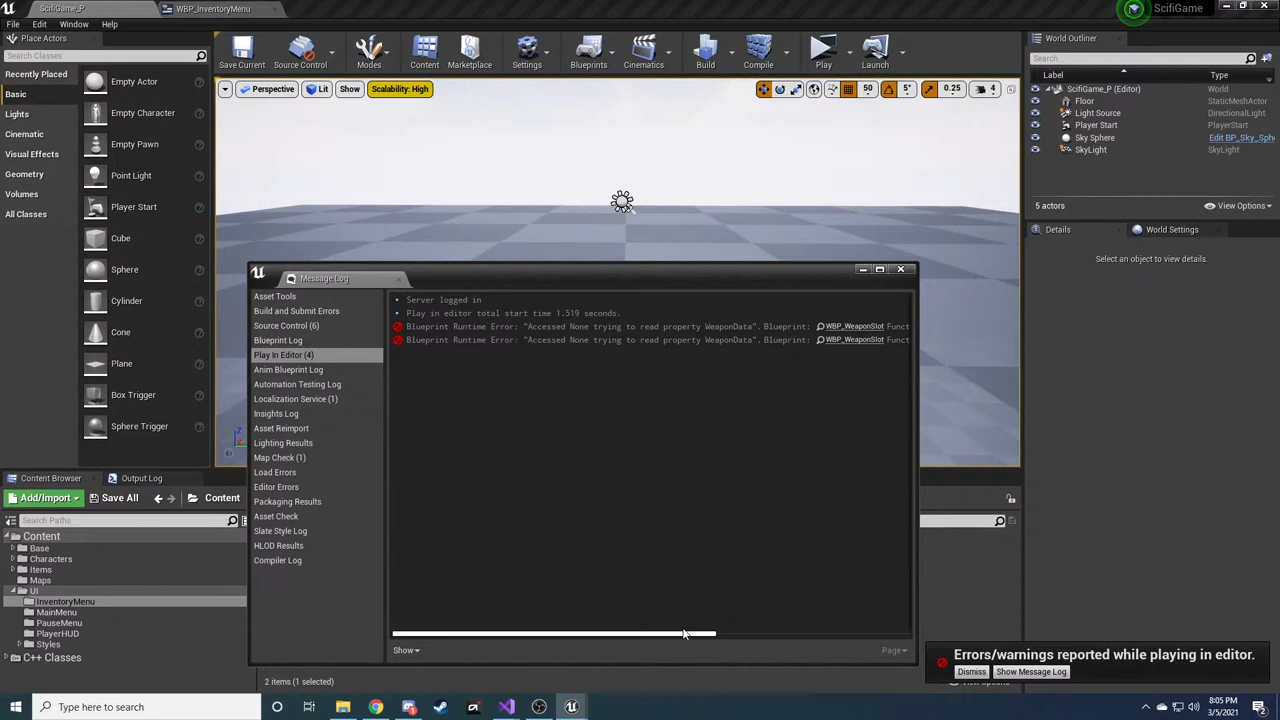 ScifiGame_P
WBP_InventoryMenu
ScifiGame
File Edit Window Help
Place Actors
Search Classes
Recently Placed
Basic
Lights
Cinematic
Visual Effects
Geometry
Volumes
All Classes
Empty Actor
Empty Character
Empty Pawn
Point Light
Player Start
Cube
Sphere
Cylinder
Cone
Plane
Box Trigger
Sphere Trigger
Save Current
Source Control
Modes
Content
Marketplace
Settings
Blueprints
Cinematics
Build
Compile
Play
Launch
Perspective
Lit
Show
Scalability: High
50
5°
0.25
4
World Outliner
Search
Label Type
ScifiGame_P (Editor) World
Floor StaticMeshActor
Light Source DirectionalLight
Player Start PlayerStart
Sky Sphere Edit BP_Sky_Sph
SkyLight SkyLight
5 actors
View Options
Details
World Settings
Select an object to view details.
Message Log
Asset Tools
Build and Submit Errors
Source Control (6)
Blueprint Log
Play In Editor (4)
Anim Blueprint Log
Automation Testing Log
Localization Service (1)
Insights Log
Asset Reimport
Lighting Results
Map Check (1)
Load Errors
Editor Errors
Packaging Results
Asset Check
Slate Style Log
HLOD Results
Compiler Log
Server logged in
Play in editor total start time 1.519 seconds.
Blueprint Runtime Error: "Accessed None trying to read property WeaponData". Blueprint: WBP_WeaponSlot Funct
Blueprint Runtime Error: "Accessed None trying to read property WeaponData". Blueprint: WBP_WeaponSlot Funct
Show
Page
Content Browser
Output Log
Add/Import
Save All
Content
Search Paths
Content
Base
Characters
Items
Maps
UI
InventoryMenu
MainMenu
PauseMenu
PlayerHUD
Styles
C++ Classes
2 items (1 selected)
Errors/warnings reported while playing in editor.
Dismiss
Show Message Log
Type here to search
8:05 PM
3/5/2021